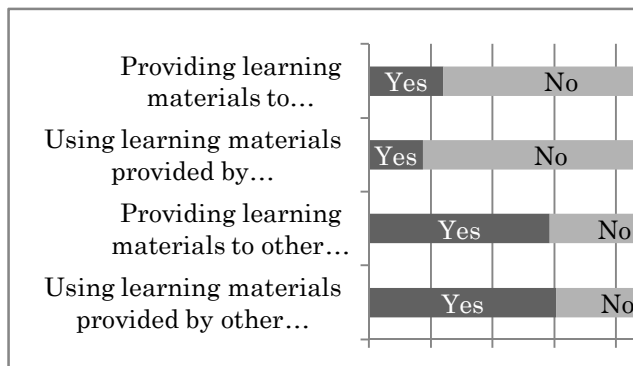 Providing learning
materials to…
Yes No
Using learning materials
provided by…
Yes No
Providing learning
materials to other…
Yes No
Using learning materials
provided by other…
Yes No